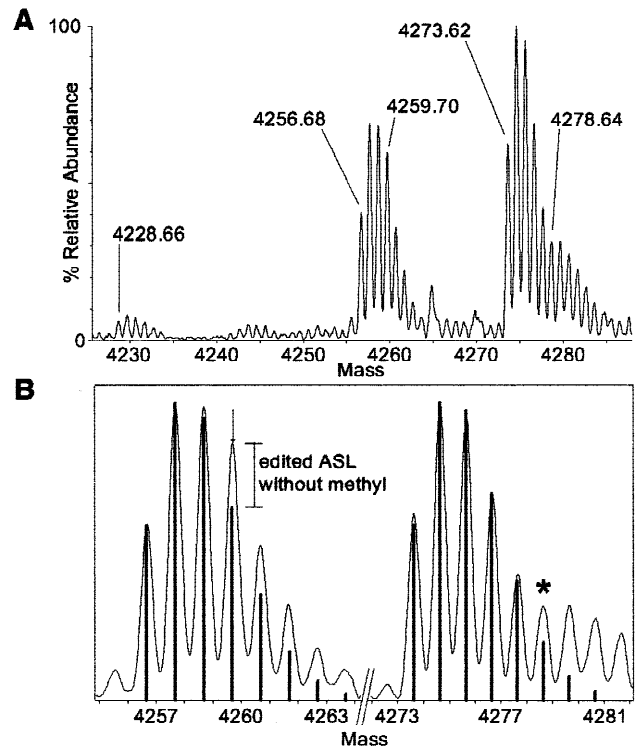 A
100
% Relative Abundance
0
4228.66
4256.68
4259.70
4273.62
4278.64
4230 4240 4250 4260 4270 4280
Mass
B
edited ASL
without methyl
*
4257 4260 4263 4273 4277 4281
Mass